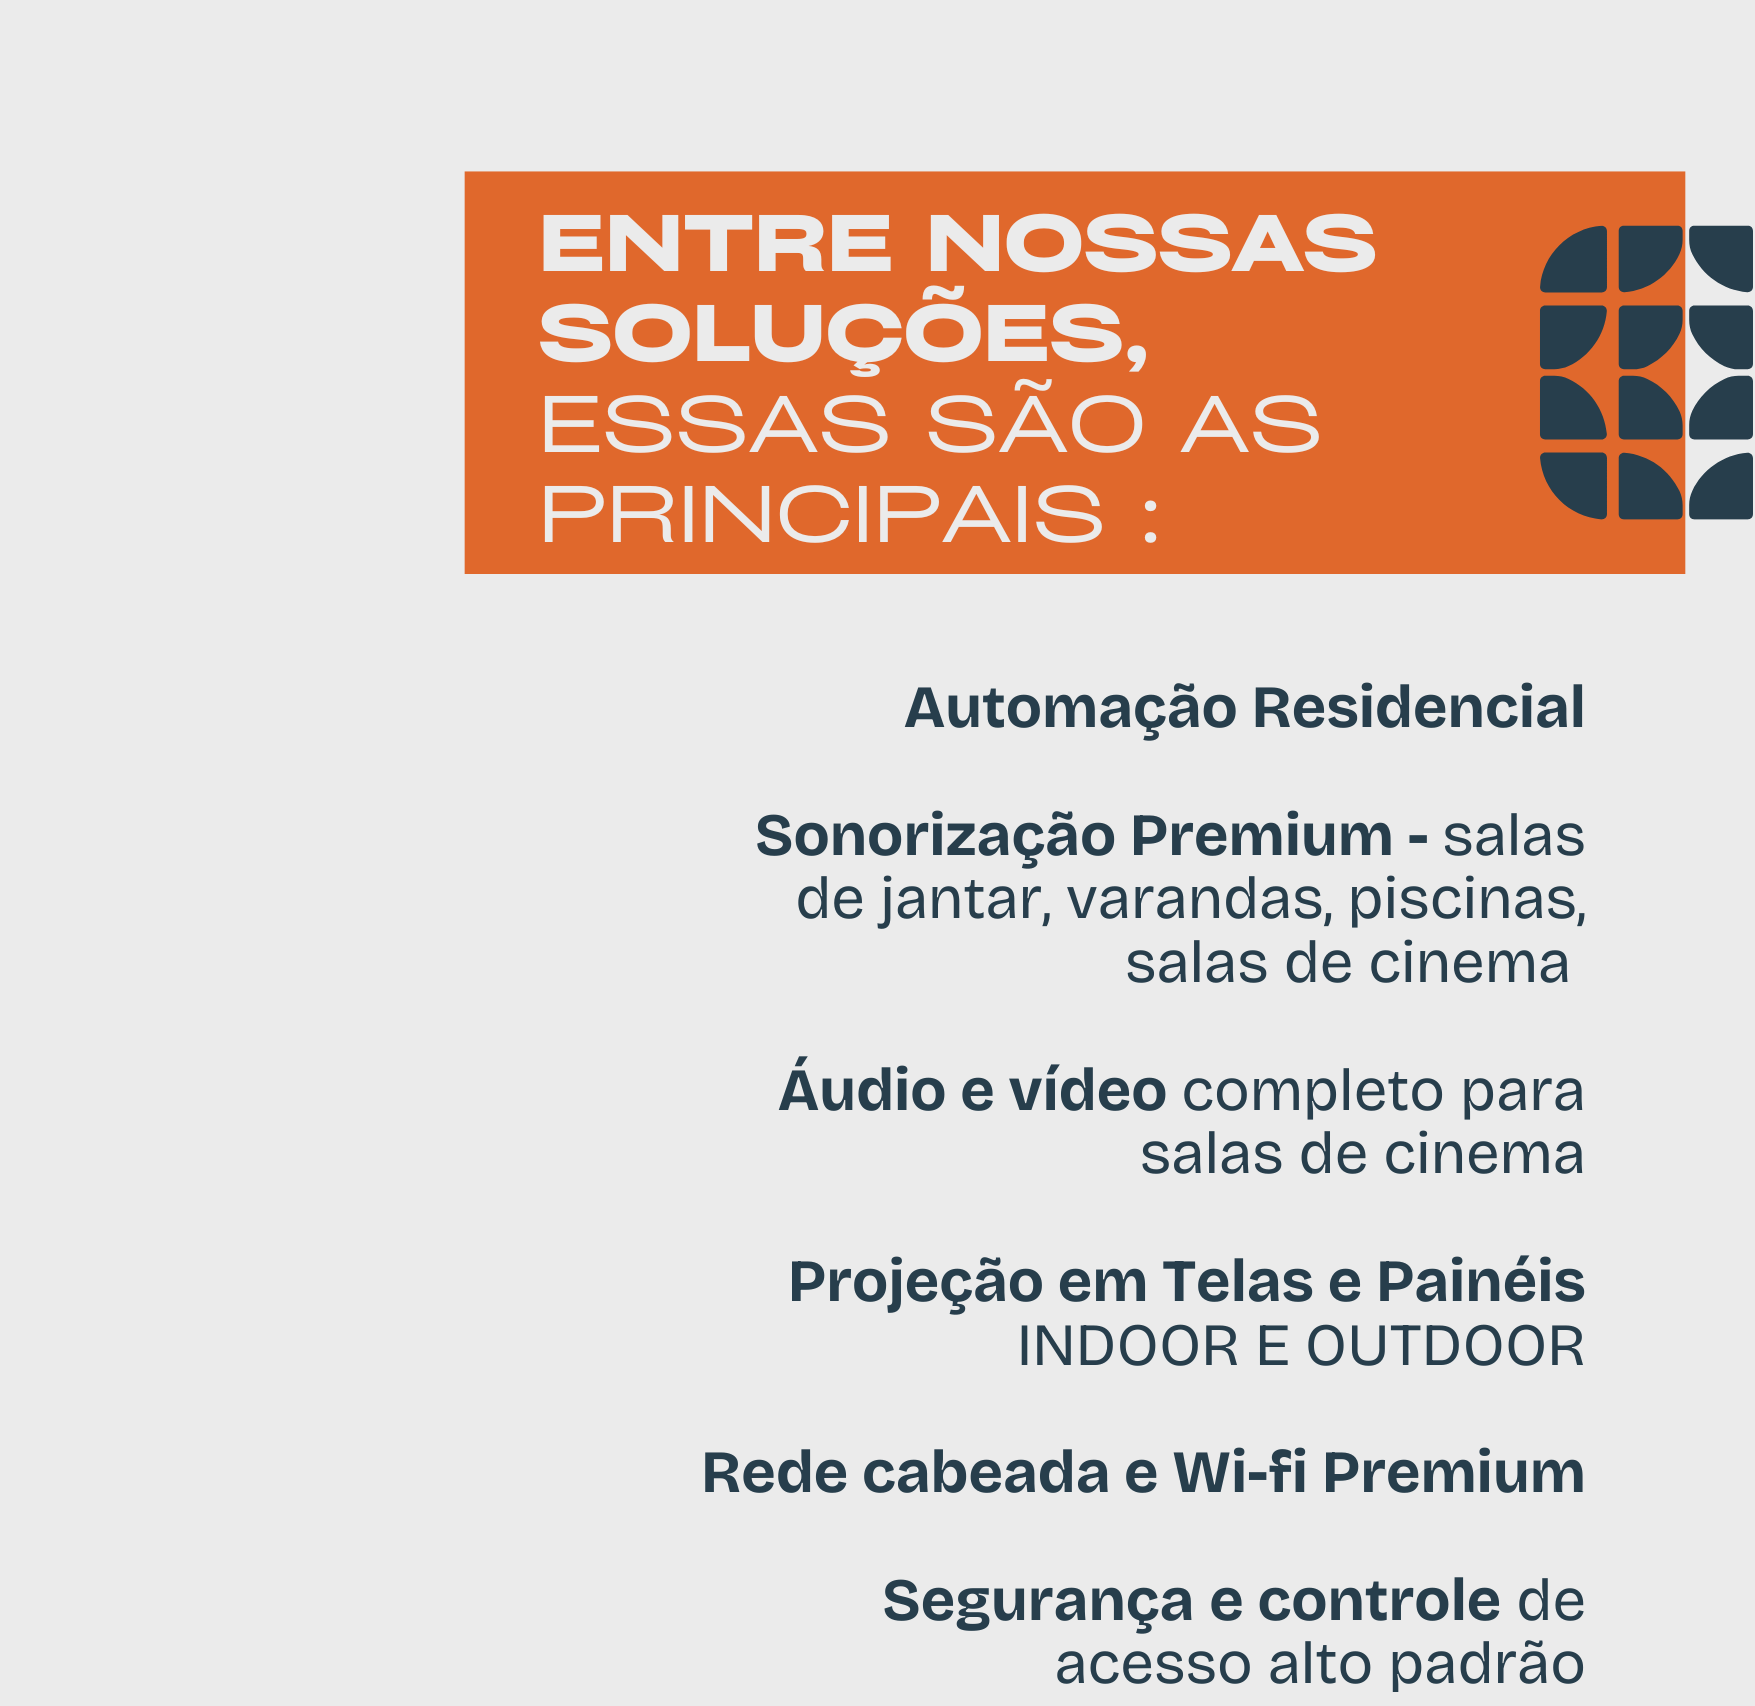 ENTRE NOSSAS
SOLUÇÕES,
ESSAS SÃO AS
PRINCIPAIS :
Automação Residencial
Sonorização Premium - salas
de jantar, varandas, piscinas,
salas de cinema
Áudio e vídeo completo para
salas de cinema
Projeção em Telas e Painéis
INDOOR E OUTDOOR
Rede cabeada e Wi-fi Premium
Segurança e controle de
acesso alto padrão